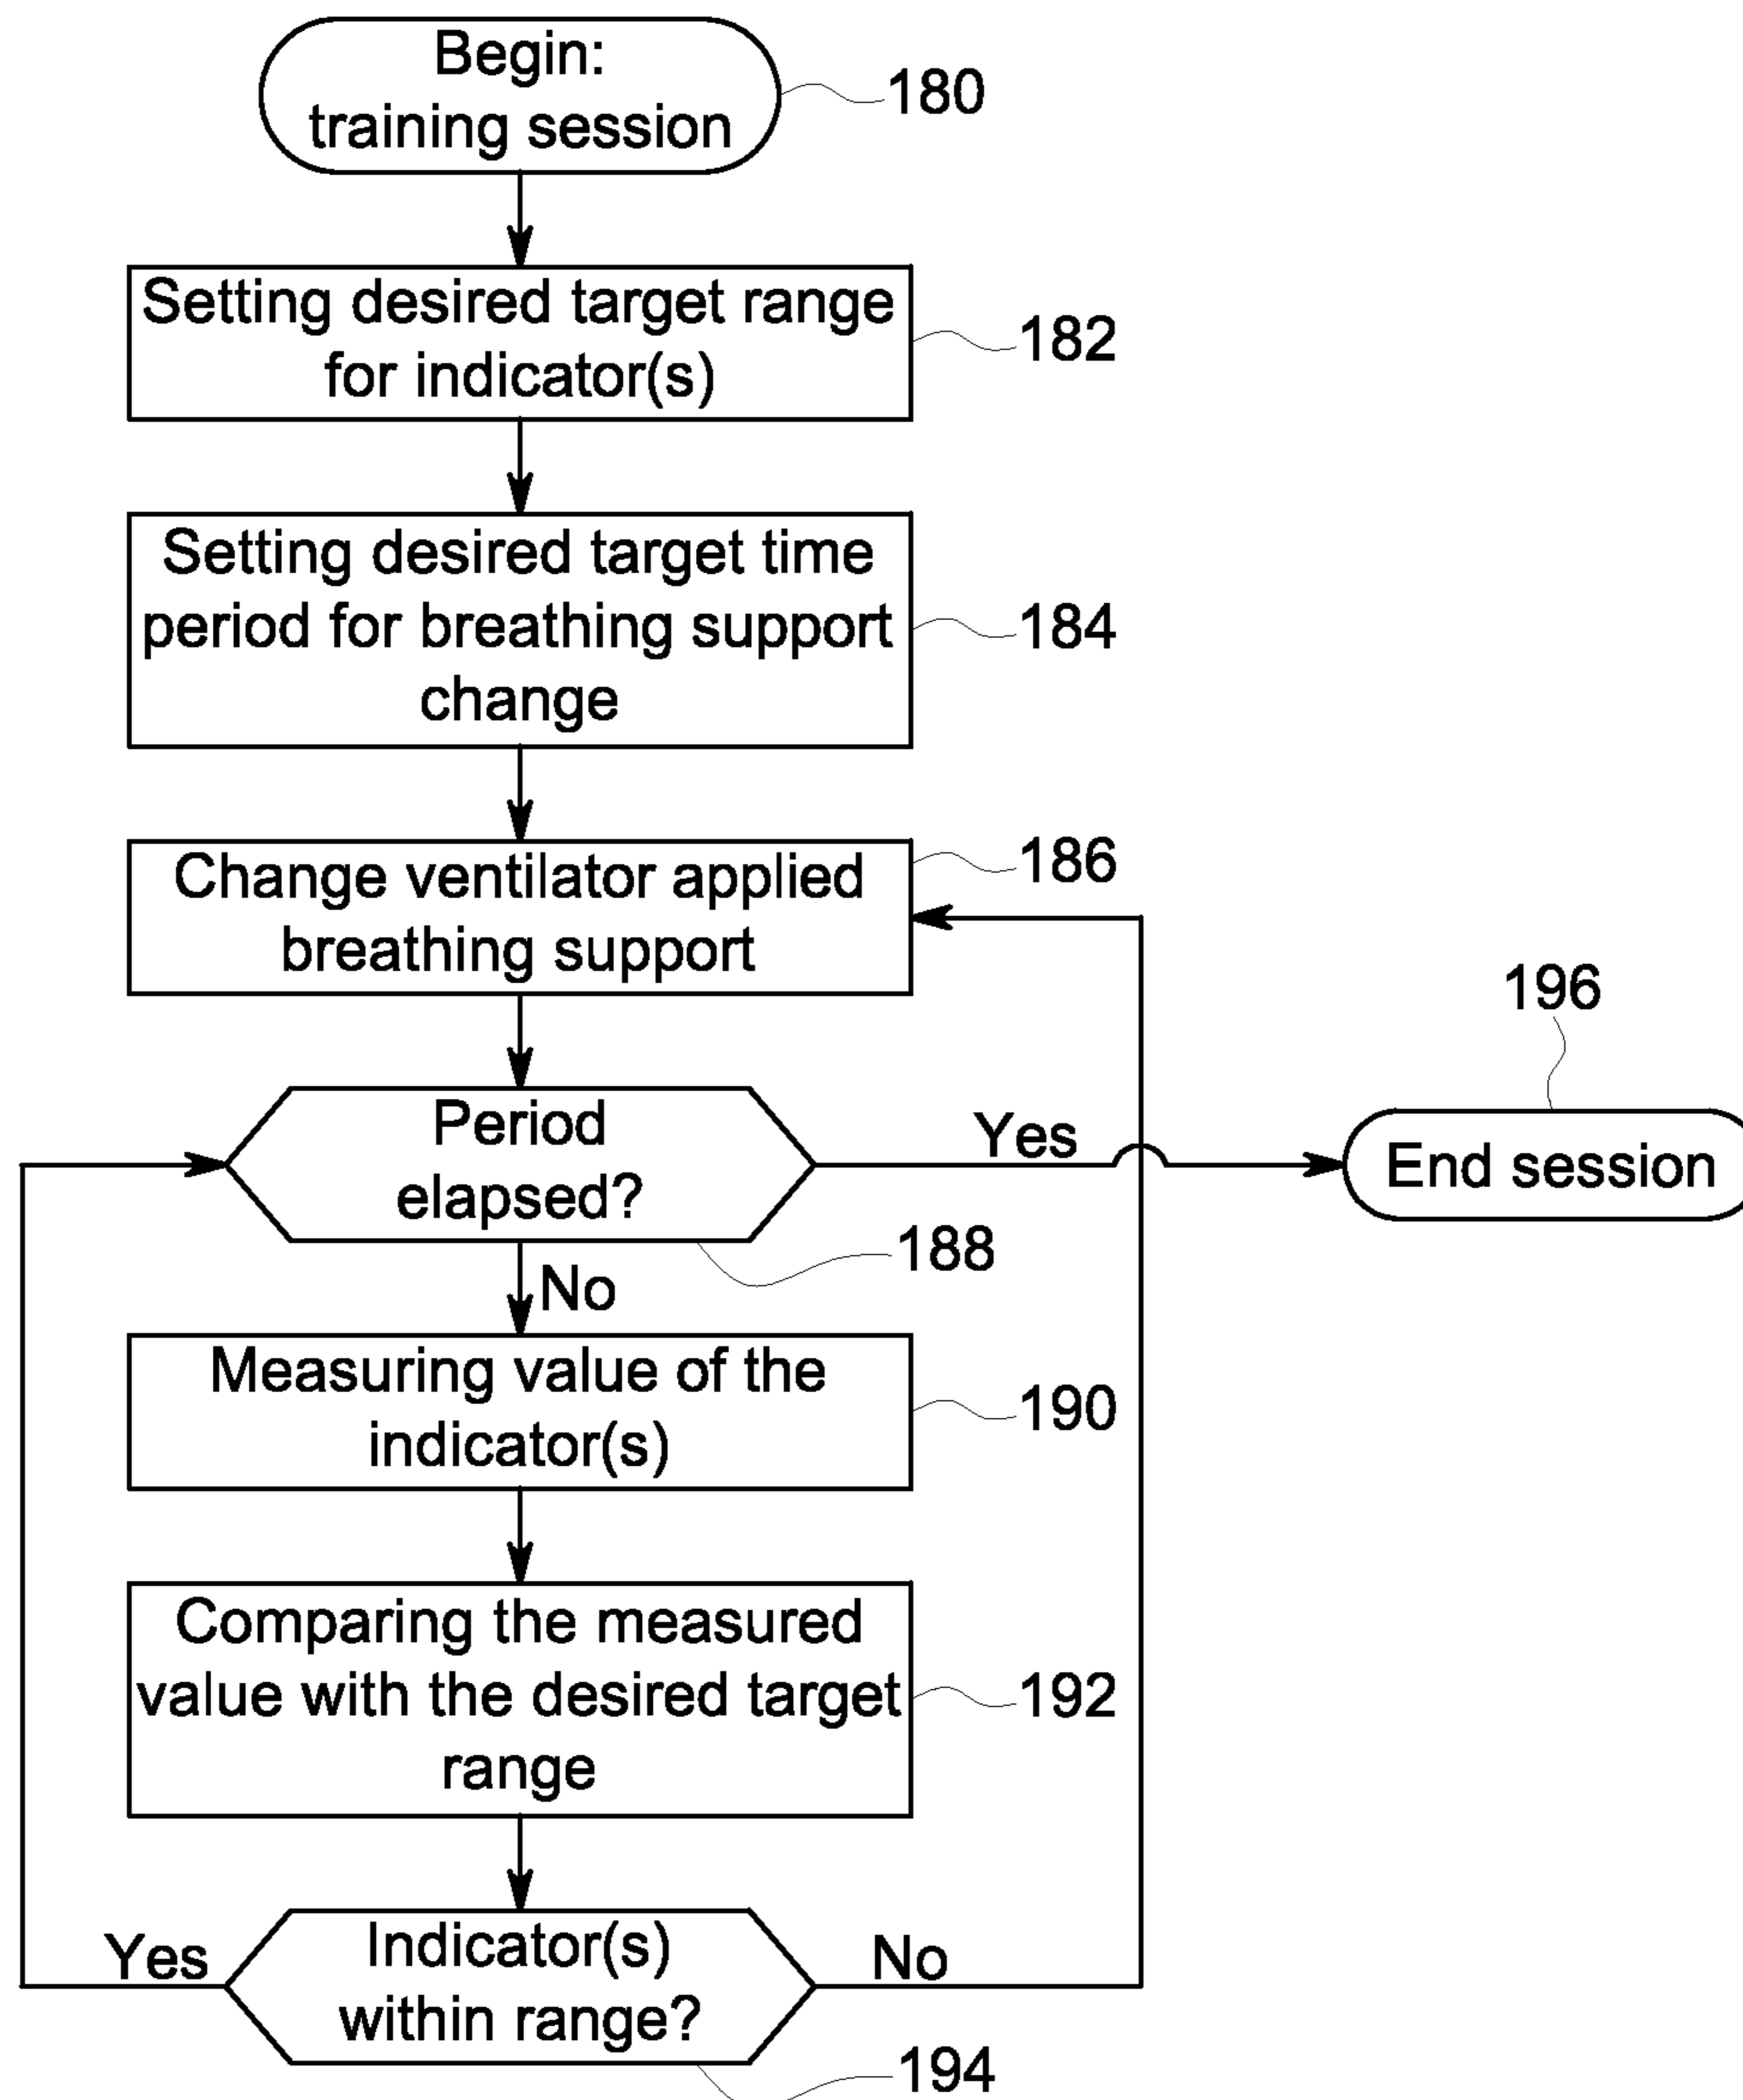 Begin:
training session
180
Setting desired target range
for indicator(s)
182
Setting desired target time
period for breathing support
change
184
Change ventilator applied
breathing support
186
Period
elapsed?
188
Yes
196
End session
No
Measuring value of the
indicator(s)
190
Comparing the measured
value with the desired target
range
192
Yes
Indicator(s)
within range?
No
194